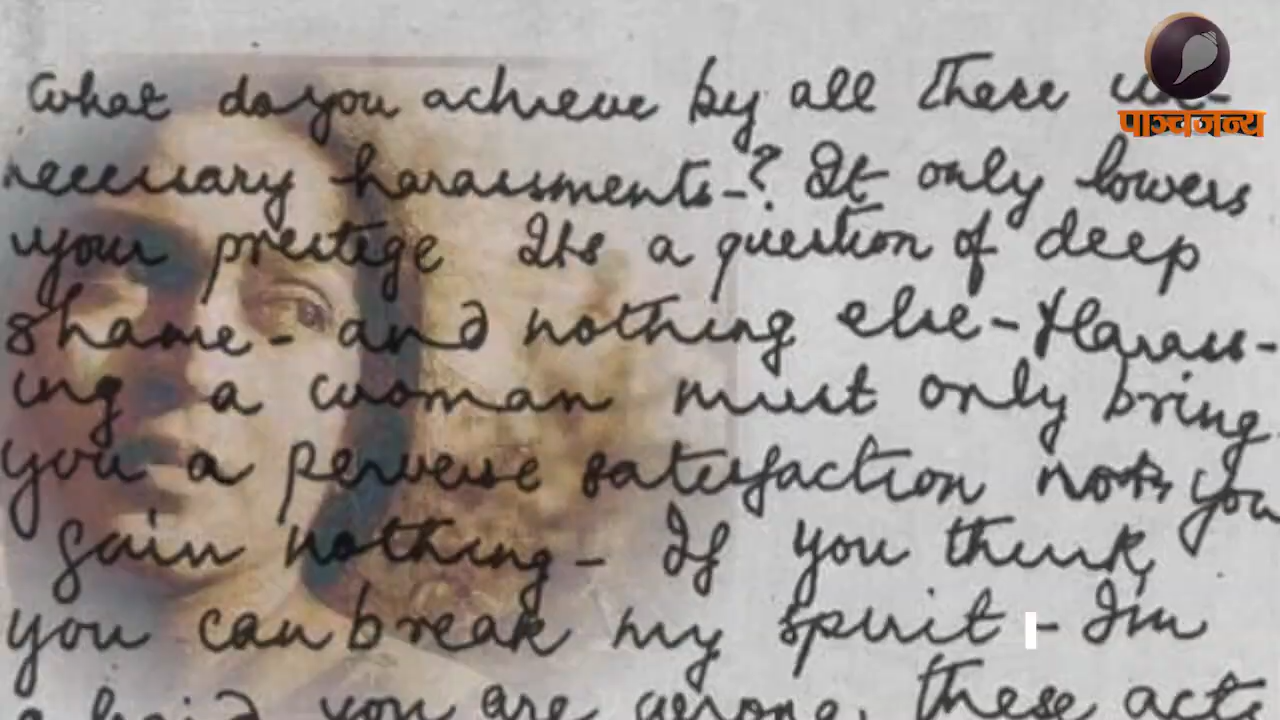 What do you achieve by all these un-
necessary harassments-? It only lowers
your prestige Its a question of deep
shame - and nothing else - Harass-
ing a woman must only bring
you a perverse satisfaction you
gain nothing - If you think,
you can break my spirit - I'm
you are wrong, these acts
पाञ्चजन्य